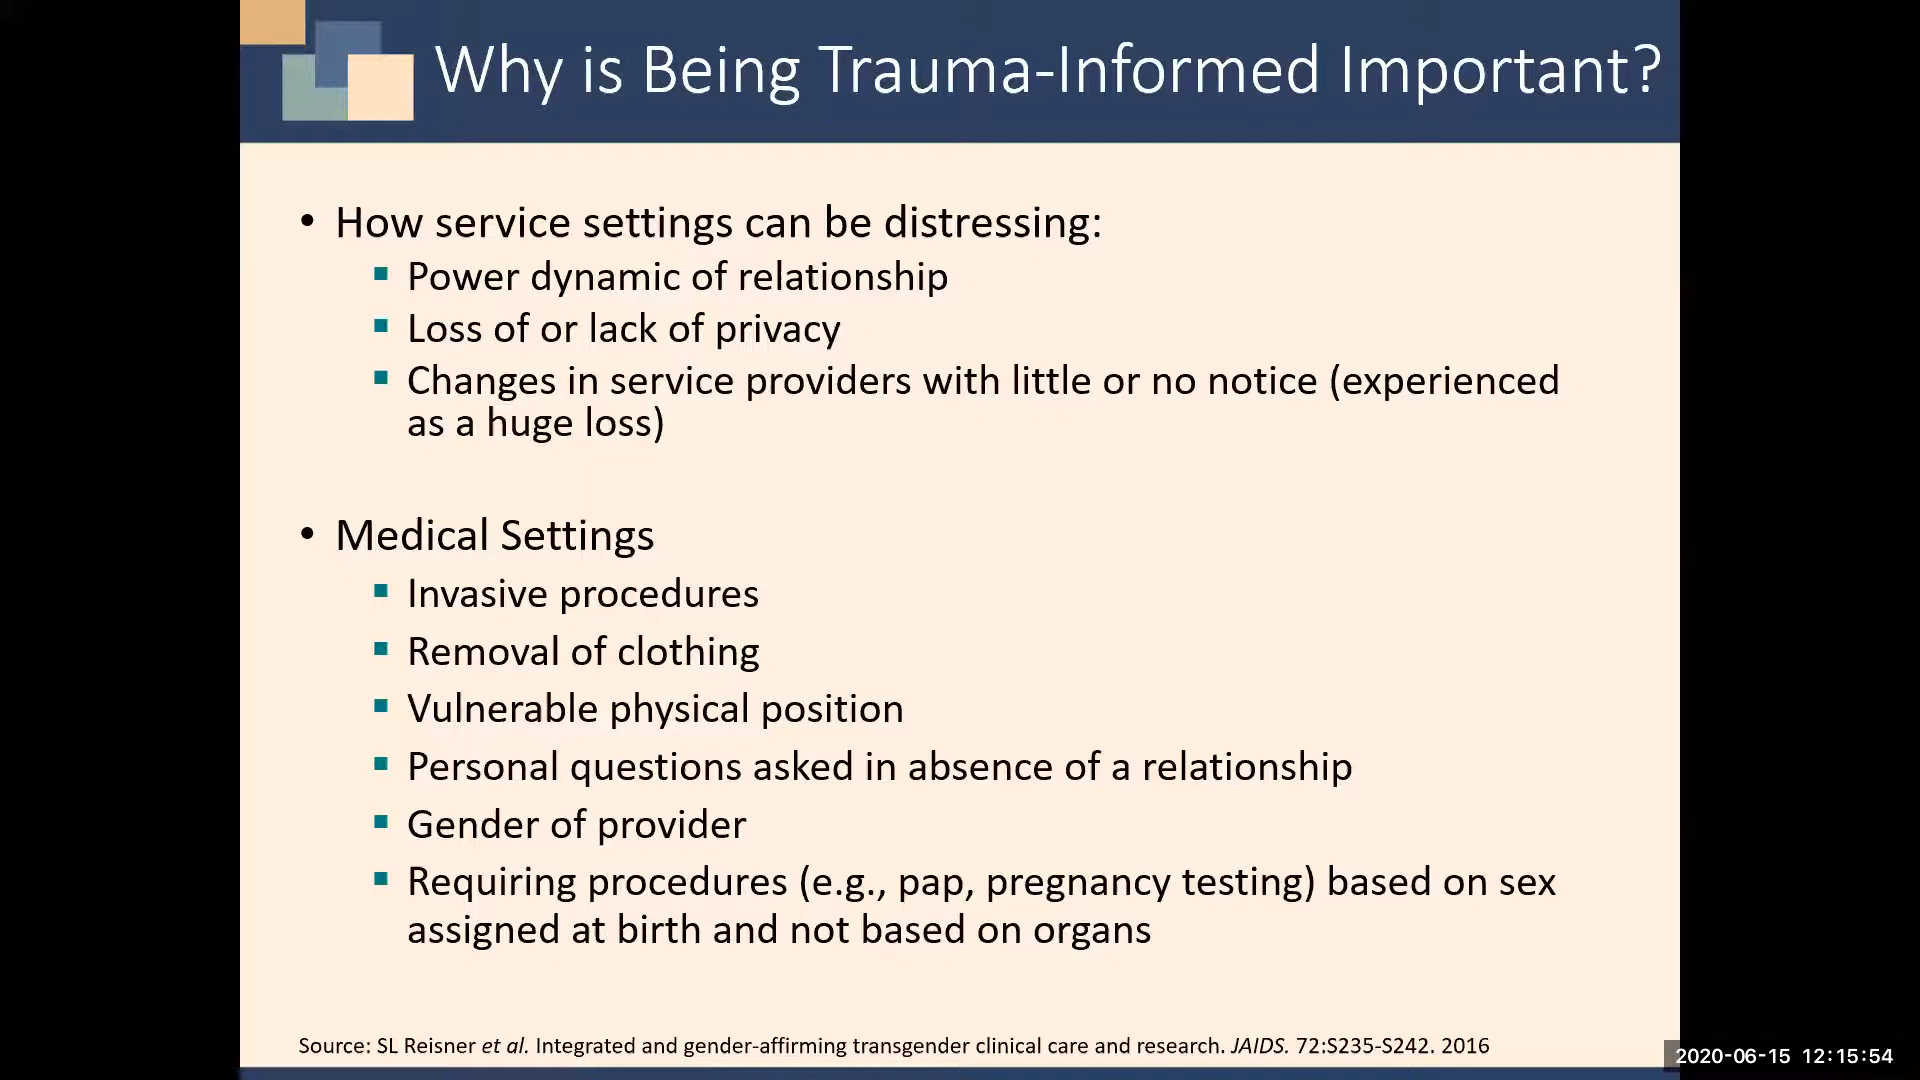 Why is Being Trauma-Informed Important?
• How service settings can be distressing:
▪ Power dynamic of relationship
▪ Loss of or lack of privacy
▪ Changes in service providers with little or no notice (experienced
as a huge loss)
• Medical Settings
▪ Invasive procedures
▪ Removal of clothing
▪ Vulnerable physical position
▪ Personal questions asked in absence of a relationship
▪ Gender of provider
▪ Requiring procedures (e.g., pap, pregnancy testing) based on sex
assigned at birth and not based on organs
Source: SL Reisner et al. Integrated and gender-affirming transgender clinical care and research. JAIDS. 72:S235-S242. 2016
2020-06-15 12:15:54